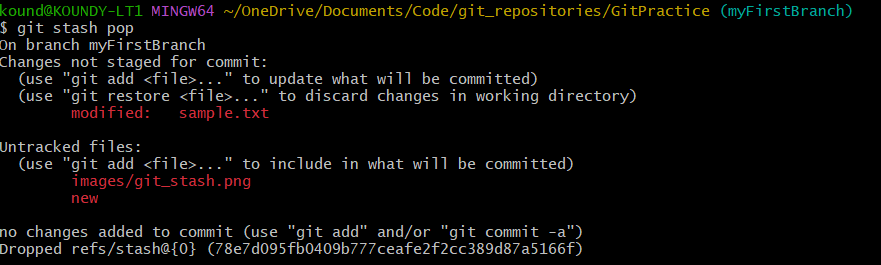 kound@KOUNDY-LT1 MINGW64 ~/OneDrive/Documents/Code/git_repositories/GitPractice (myFirstBranch)
$ git stash pop
On branch myFirstBranch
Changes not staged for commit:
  (use "git add <file>..." to update what will be committed)
  (use "git restore <file>..." to discard changes in working directory)
        modified:   sample.txt

Untracked files:
  (use "git add <file>..." to include in what will be committed)
        images/git_stash.png
        new

no changes added to commit (use "git add" and/or "git commit -a")
Dropped refs/stash@{0} (78e7d095fb0409b777ceafe2f2cc389d87a5166f)